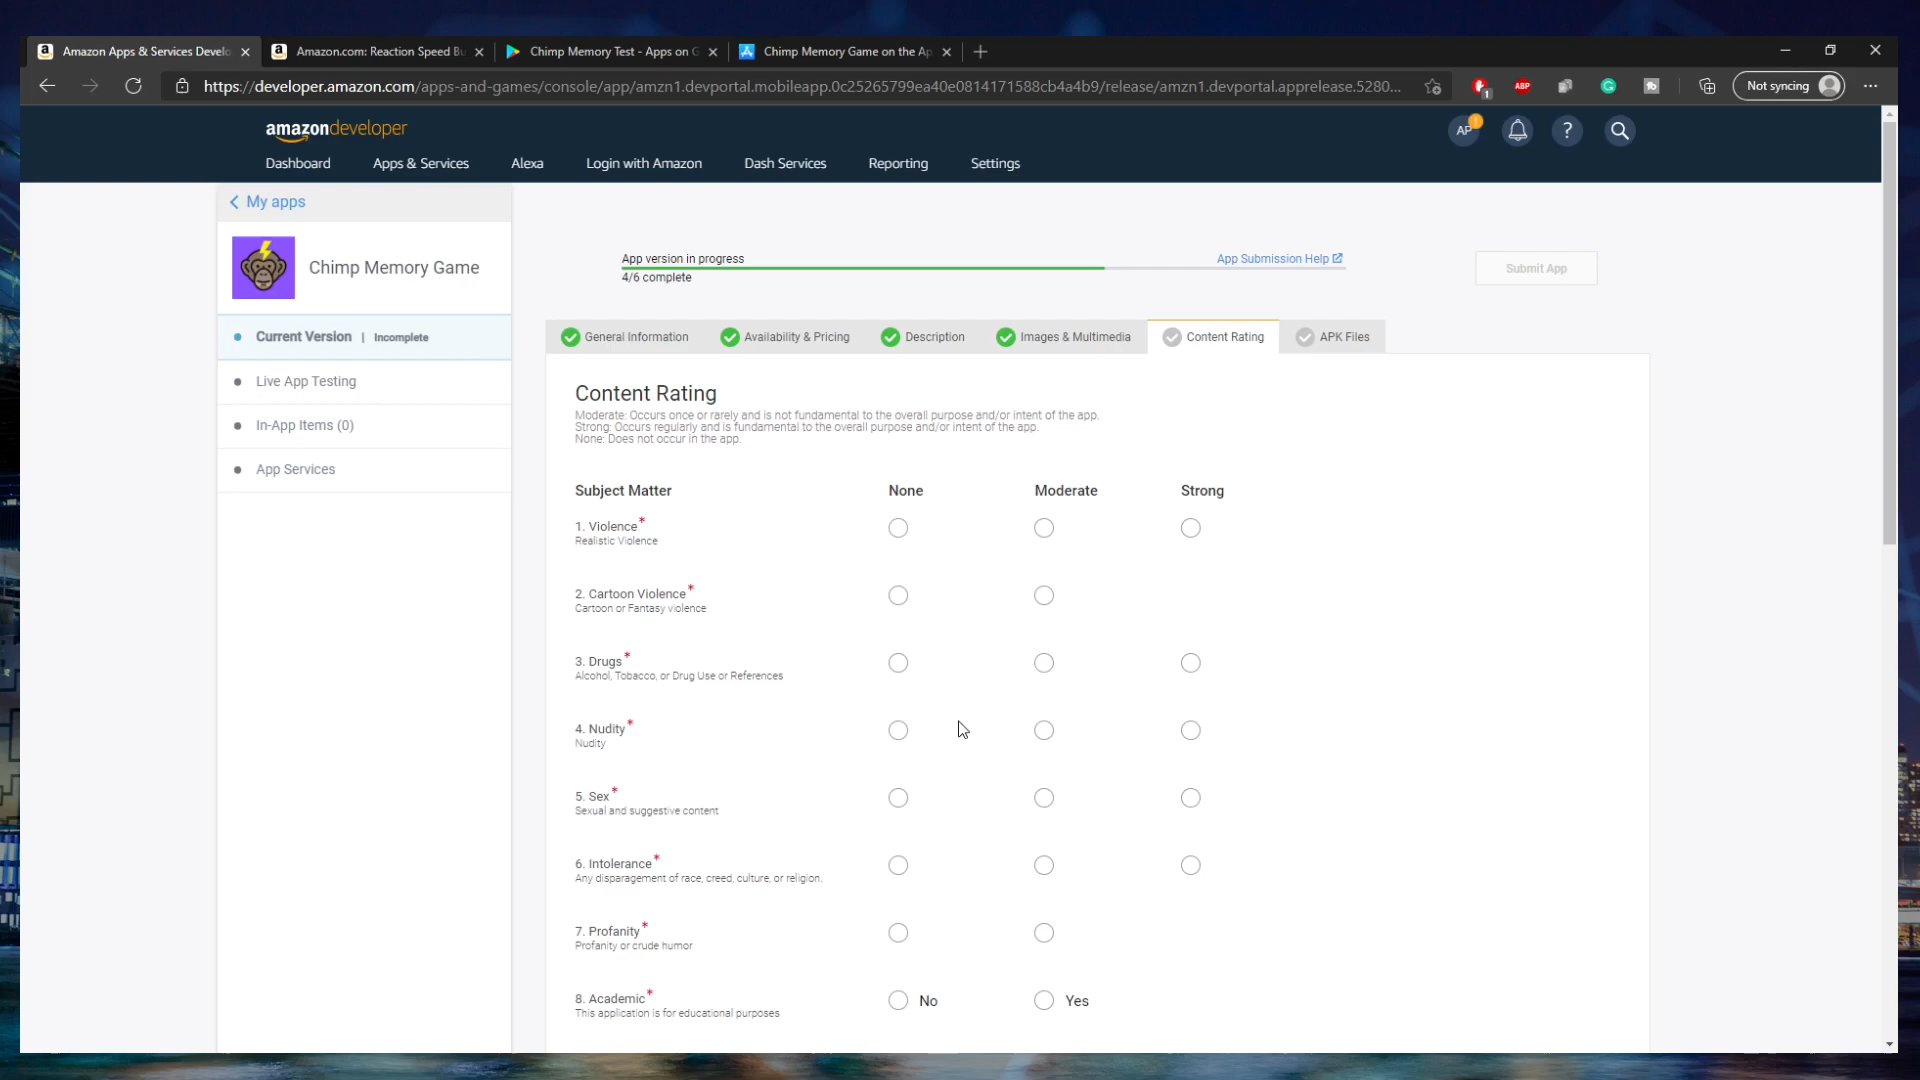 Amazon Apps & Services Develo
Amazon.com: Reaction Speed Bu
Chimp Memory Test - Apps on G
Chimp Memory Game on the Ap
https://developer.amazon.com/apps-and-games/console/app/amzn1.devportal.mobileapp.0c25265799ea40e0814171588cb4a4b9/release/amzn1.devportal.apprelease.5280...
1
ABP
Not syncing
amazondeveloper
AP
!
?
Dashboard
Apps & Services
Alexa
Login with Amazon
Dash Services
Reporting
Settings
My apps
Chimp Memory Game
Current Version | Incomplete
Live App Testing
In-App Items (0)
App Services
App version in progress
App Submission Help
4/6 complete
Submit App
General Information
Availability & Pricing
Description
Images & Multimedia
Content Rating
APK Files
Content Rating
Moderate: Occurs once or rarely and is not fundamental to the overall purpose and/or intent of the app.
Strong: Occurs regularly and is fundamental to the overall purpose and/or intent of the app.
None: Does not occur in the app.
Subject Matter None Moderate Strong
1. Violence*
Realistic Violence
2. Cartoon Violence*
Cartoon or Fantasy violence
3. Drugs*
Alcohol, Tobacco, or Drug Use or References
4. Nudity*
Nudity
5. Sex*
Sexual and suggestive content
6. Intolerance*
Any disparagement of race, creed, culture, or religion.
7. Profanity*
Profanity or crude humor
8. Academic* No Yes
This application is for educational purposes